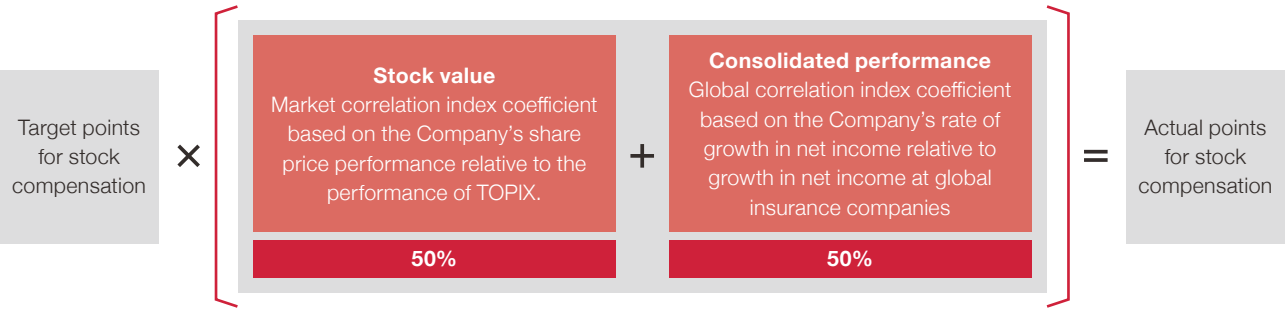 Target points
for stock
compensation
×
Stock value
Market correlation index coefficient
based on the Company’s share
price performance relative to the
performance of TOPIX.
50%
+
Consolidated performance
Global correlation index coefficient
based on the Company’s rate of
growth in net income relative to
growth in net income at global
insurance companies
50%
=
Actual points
for stock
compensation